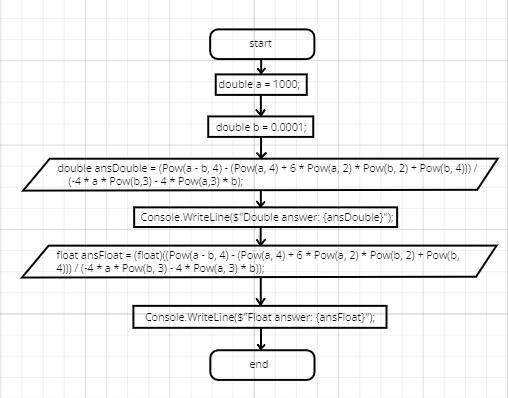 start
double a = 1000;
double b = 0.0001;
double ansDouble = (Pow(a - b, 4) - (Pow(a, 4) + 6 * Pow(a, 2) * Pow(b, 2) + Pow(b, 4))) /
(-4 * a * Pow(b,3) - 4 * Pow(a,3) * b);
Console.WriteLine($"Double answer: {ansDouble}");
float ansFloat = (float)((Pow(a - b, 4) - (Pow(a, 4) + 6 * Pow(a, 2) * Pow(b, 2) + Pow(b,
4))) / (-4 * a * Pow(b, 3) - 4 * Pow(a, 3) * b));
Console.WriteLine($"Float answer: {ansFloat}");
end